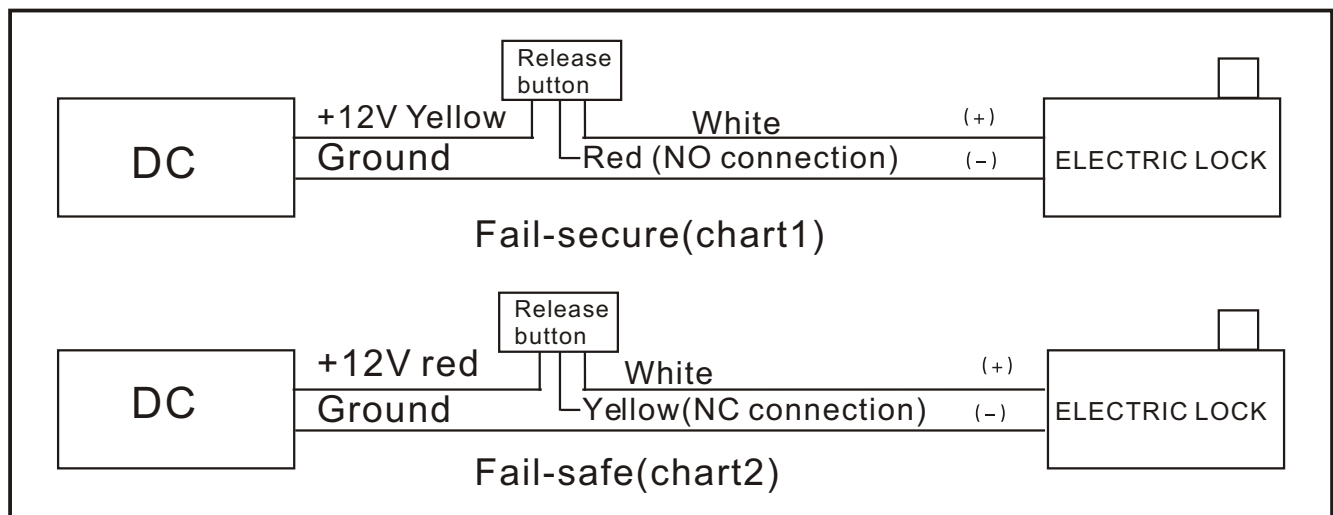 Release
button
+12V Yellow
White
(+)
DC
Ground
Red (NO connection)
(-)
ELECTRIC LOCK
Fail-secure(chart1)
Release
button
+12V red
White
(+)
DC
Ground
Yellow(NC connection)
(-)
ELECTRIC LOCK
Fail-safe(chart2)